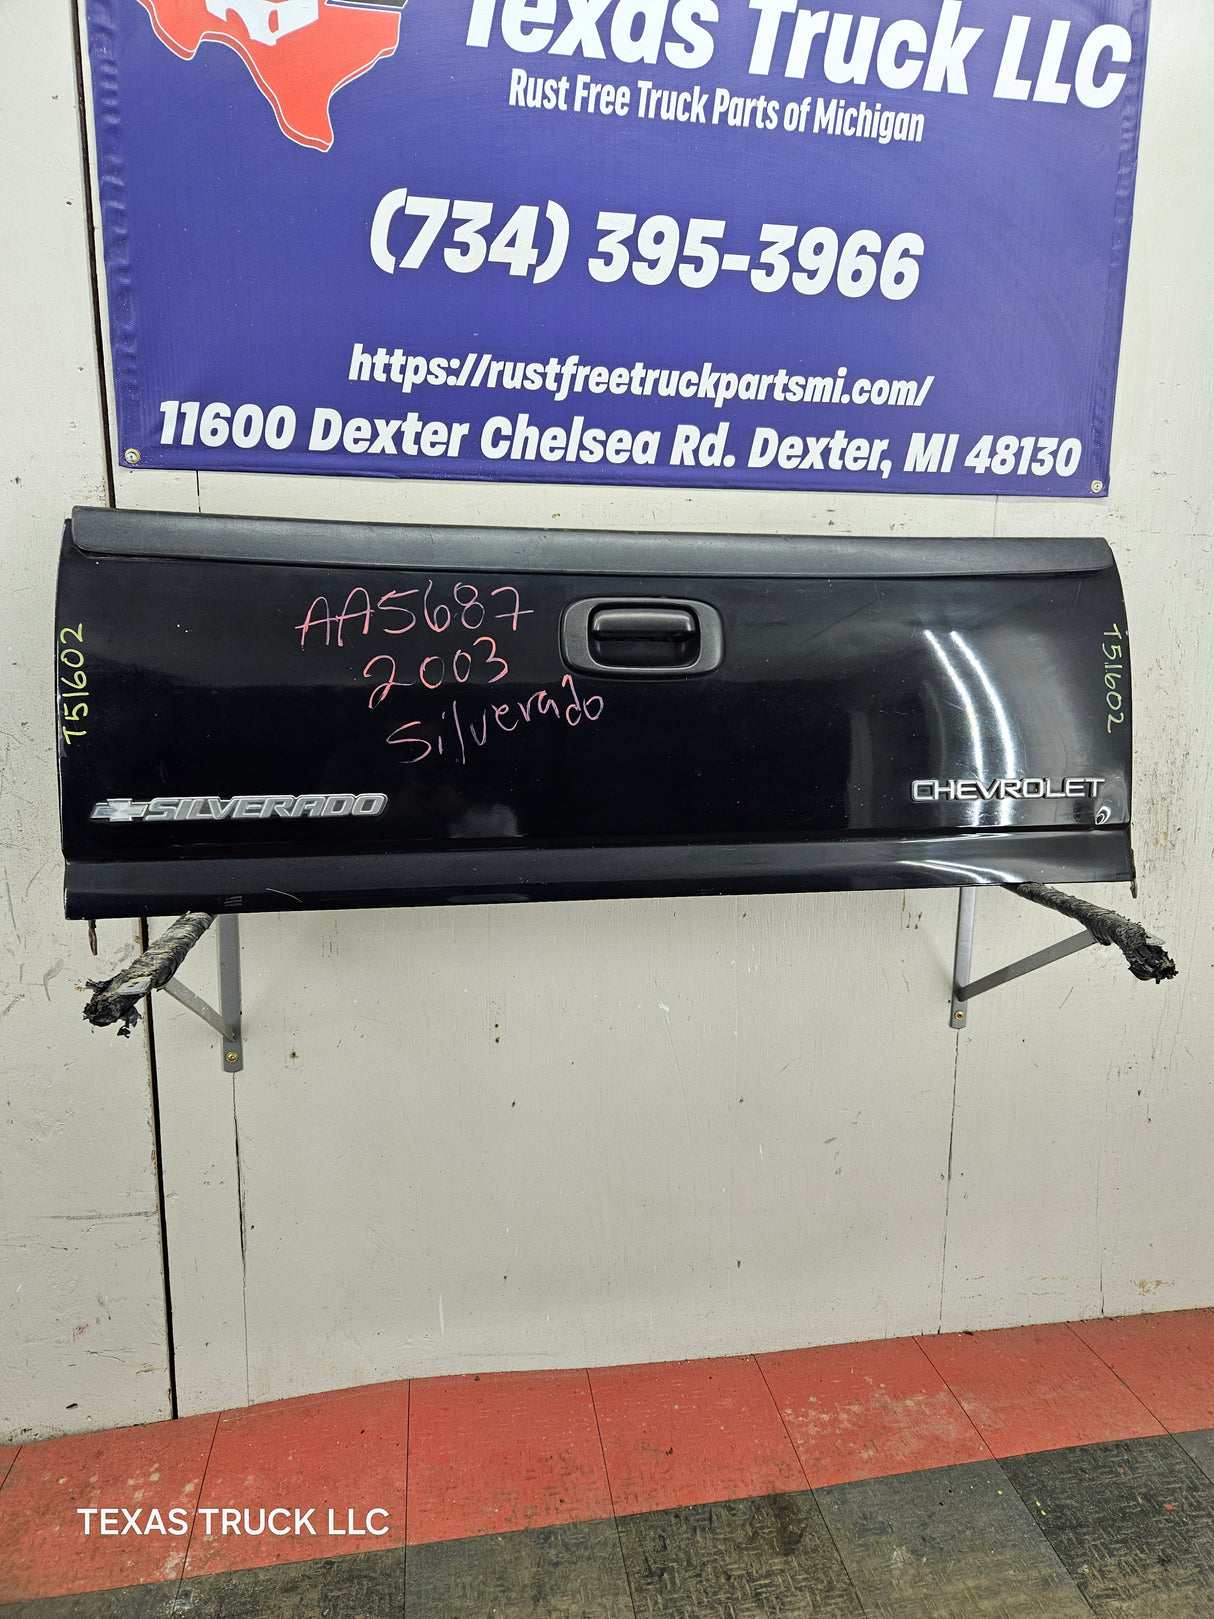 Texas Truck LLC
Rust Free Truck Parts of Michigan
(734) 395-3966
https://rustfreetruckpartsmi.com/
11600 Dexter Chelsea Rd. Dexter, MI 48130
AA5687
2003
Silverado
T51602
T51602
SILVERADO
CHEVROLET
TEXAS TRUCK LLC